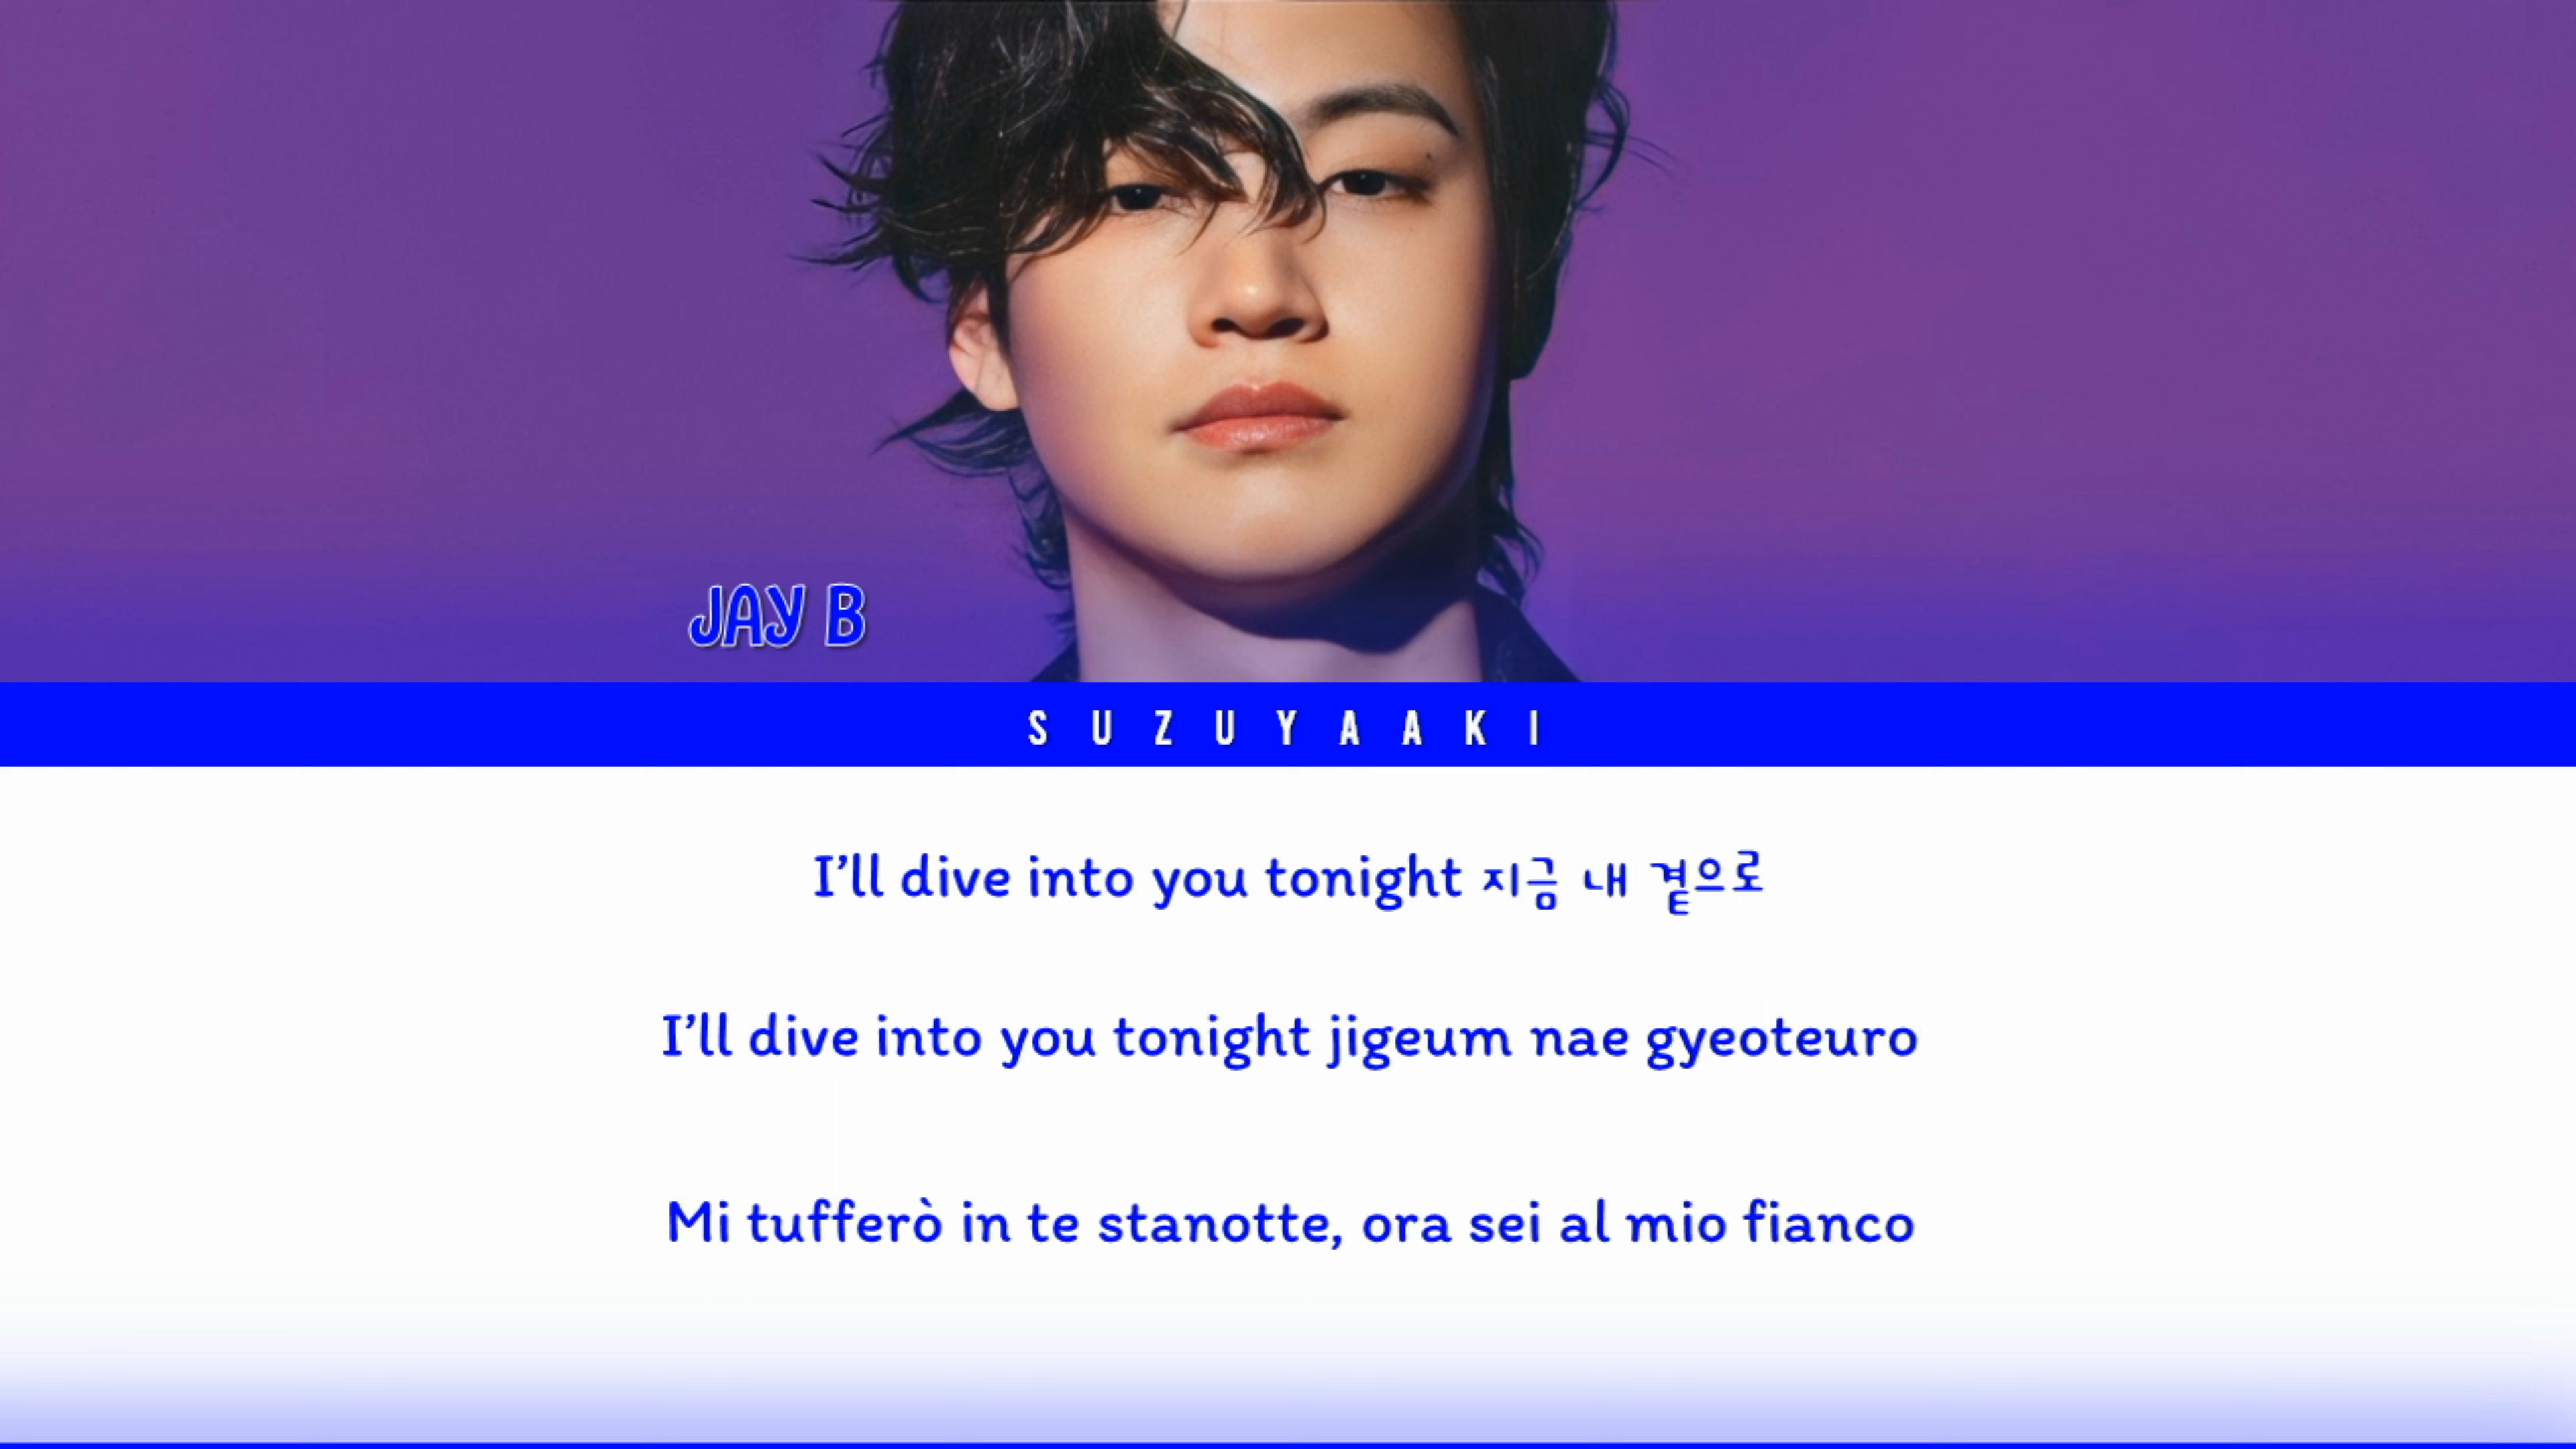 JAY B
SUZUYAAKI
I’ll dive into you tonight 지금 내 곁으로
I’ll dive into you tonight jigeum nae gyeoteuro
Mi tufferò in te stanotte, ora sei al mio fianco